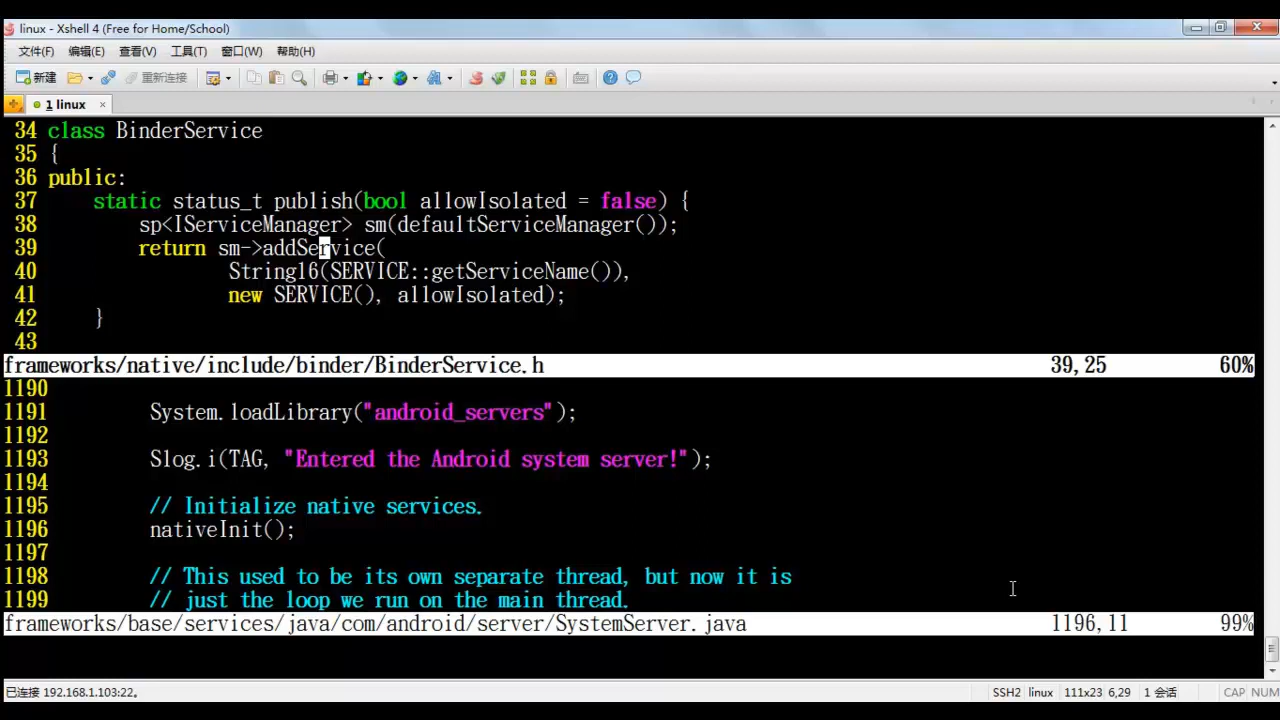 linux - Xshell 4 (Free for Home/School)
文件(F) 编辑(E) 查看(V) 工具(T) 窗口(W) 帮助(H)
新建 重新连接
1 linux
34 class BinderService
35 {
36 public:
37     static status_t publish(bool allowIsolated = false) {
38         sp<IServiceManager> sm(defaultServiceManager());
39         return sm->addService(
40                 String16(SERVICE::getServiceName()),
41                 new SERVICE(), allowIsolated);
42     }
43
frameworks/native/include/binder/BinderService.h 39,25 60%
1190
1191         System.loadLibrary("android_servers");
1192
1193         Slog.i(TAG, "Entered the Android system server!");
1194
1195         // Initialize native services.
1196         nativeInit();
1197
1198         // This used to be its own separate thread, but now it is
1199         // just the loop we run on the main thread.
frameworks/base/services/java/com/android/server/SystemServer.java 1196,11 99%
已连接 192.168.1.103:22。 SSH2 linux 111x23 6,29 1 会话 CAP NUM